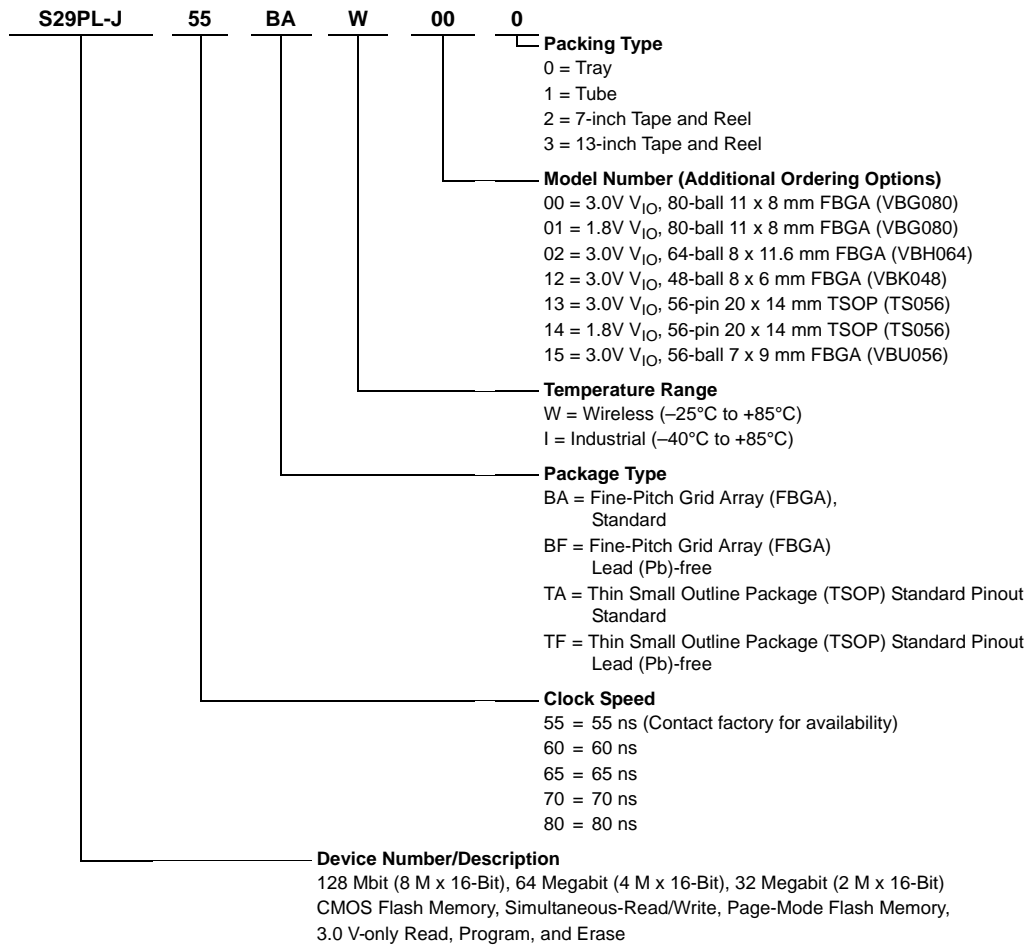 S29PL-J 55 BA W 00 0
Packing Type
0 = Tray
1 = Tube
2 = 7-inch Tape and Reel
3 = 13-inch Tape and Reel
Model Number (Additional Ordering Options)
00 = 3.0V VIO, 80-ball 11 x 8 mm FBGA (VBG080)
01 = 1.8V VIO, 80-ball 11 x 8 mm FBGA (VBG080)
02 = 3.0V VIO, 64-ball 8 x 11.6 mm FBGA (VBH064)
12 = 3.0V VIO, 48-ball 8 x 6 mm FBGA (VBK048)
13 = 3.0V VIO, 56-pin 20 x 14 mm TSOP (TS056)
14 = 1.8V VIO, 56-pin 20 x 14 mm TSOP (TS056)
15 = 3.0V VIO, 56-ball 7 x 9 mm FBGA (VBU056)
Temperature Range
W = Wireless (–25°C to +85°C)
I = Industrial (–40°C to +85°C)
Package Type
BA = Fine-Pitch Grid Array (FBGA),
Standard
BF = Fine-Pitch Grid Array (FBGA)
Lead (Pb)-free
TA = Thin Small Outline Package (TSOP) Standard Pinout
Standard
TF = Thin Small Outline Package (TSOP) Standard Pinout
Lead (Pb)-free
Clock Speed
55 = 55 ns (Contact factory for availability)
60 = 60 ns
65 = 65 ns
70 = 70 ns
80 = 80 ns
Device Number/Description
128 Mbit (8 M x 16-Bit), 64 Megabit (4 M x 16-Bit), 32 Megabit (2 M x 16-Bit)
CMOS Flash Memory, Simultaneous-Read/Write, Page-Mode Flash Memory,
3.0 V-only Read, Program, and Erase